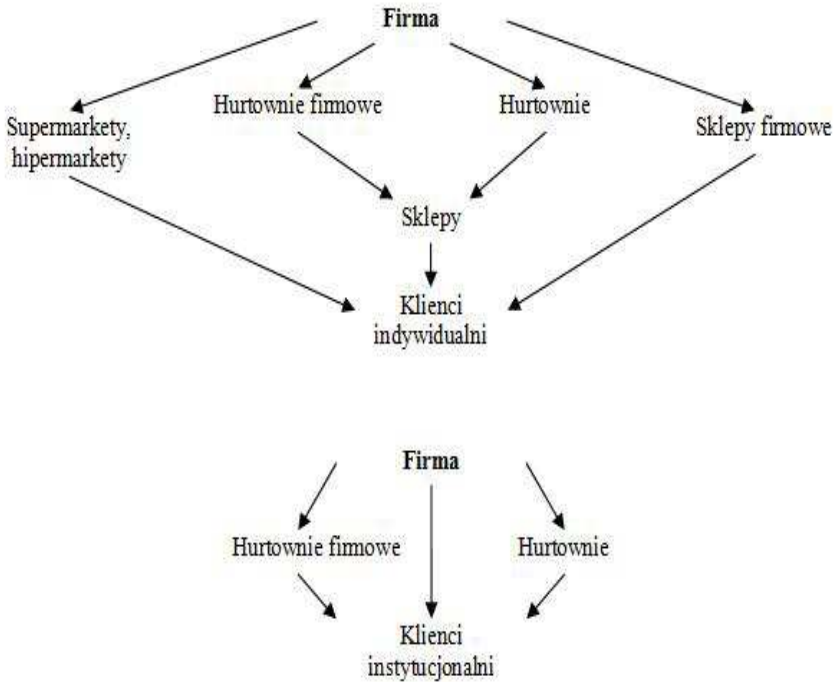 Firma
Hurtownie firmowe
Hurtownie
Supermarkety,
hipermarkety
Sklepy firmowe
Sklepy
Klienci
indywidualni
Firma
Hurtownie firmowe
Hurtownie
Klienci
instytucjonalni